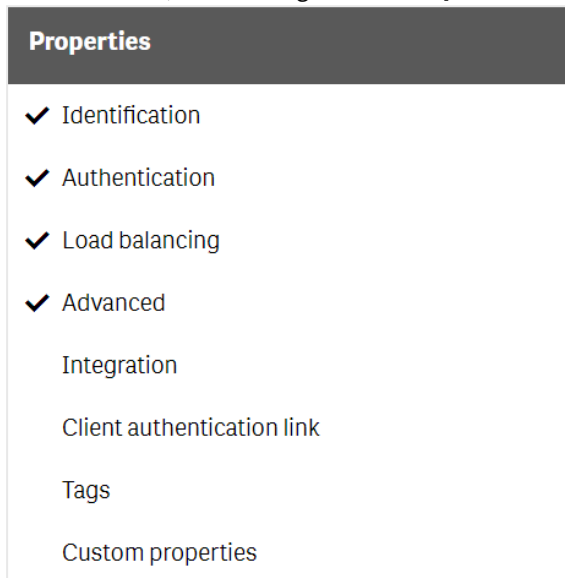 Properties
Identification
Authentication
Load balancing
Advanced
Integration
Client authentication link
Tags
Custom properties